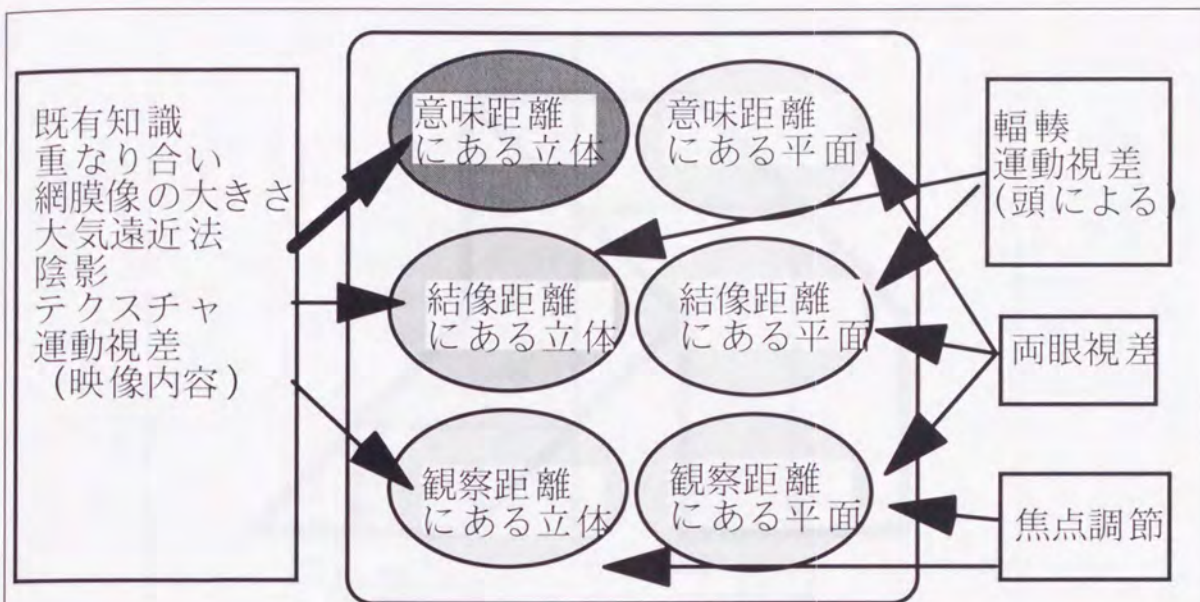 既有知識
重なり合い
網膜像の大きさ
大気遠近法
陰影
テクスチャ
運動視差
(映像内容)
意味距離
にある立体
意味距離
にある平面
結像距離
にある立体
結像距離
にある平面
観察距離
にある立体
観察距離
にある平面
輻輳
運動視差
(頭による)
両眼視差
焦点調節